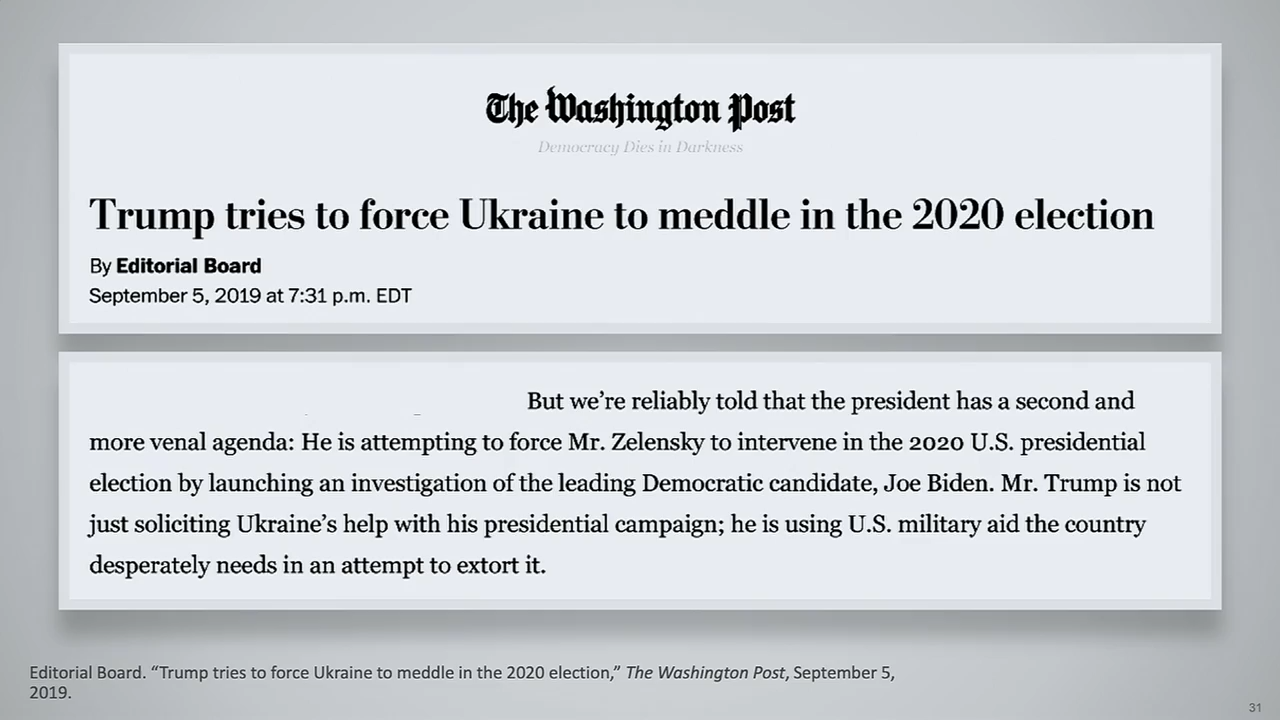 The Washington Post
Democracy Dies in Darkness
Trump tries to force Ukraine to meddle in the 2020 election
By Editorial Board
September 5, 2019 at 7:31 p.m. EDT
But we’re reliably told that the president has a second and
more venal agenda: He is attempting to force Mr. Zelensky to intervene in the 2020 U.S. presidential
election by launching an investigation of the leading Democratic candidate, Joe Biden. Mr. Trump is not
just soliciting Ukraine’s help with his presidential campaign; he is using U.S. military aid the country
desperately needs in an attempt to extort it.
Editorial Board. “Trump tries to force Ukraine to meddle in the 2020 election,” The Washington Post, September 5,
2019.
31